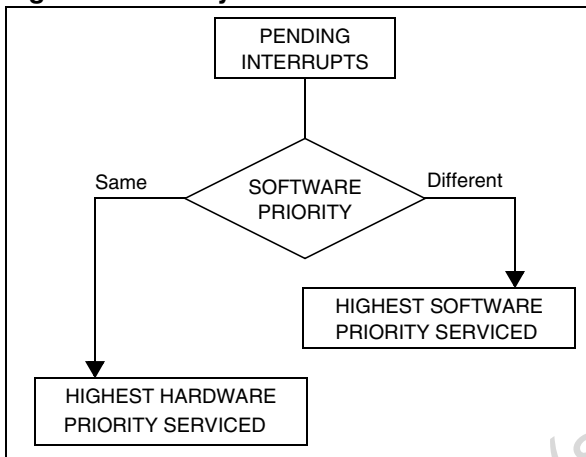 PENDING
INTERRUPTS
Same
SOFTWARE
PRIORITY
Different
HIGHEST SOFTWARE
PRIORITY SERVICED
HIGHEST HARDWARE
PRIORITY SERVICED